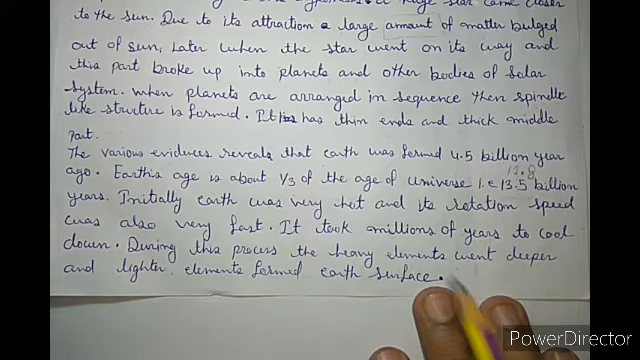 huge star came closer
to the sun. Due to its attraction a large amount of matter bulged
out of sun, later when the star went on its way and
this part broke up into planets and other bodies of solar
system. When planets are arranged in sequence then spindle
like structure is formed. It has thin ends and thick middle
part.
The various evidences reveals that earth was formed 4.5 billion year
ago. Earth's age is about 1/3 of the age of universe i.e 13.5 billion
13.8
years. Initially earth was very hot and its rotation speed
was also very fast. It took millions of years to cool
down. During this process the heavy elements went deeper
and lighter elements formed earth surface.
PowerDirector